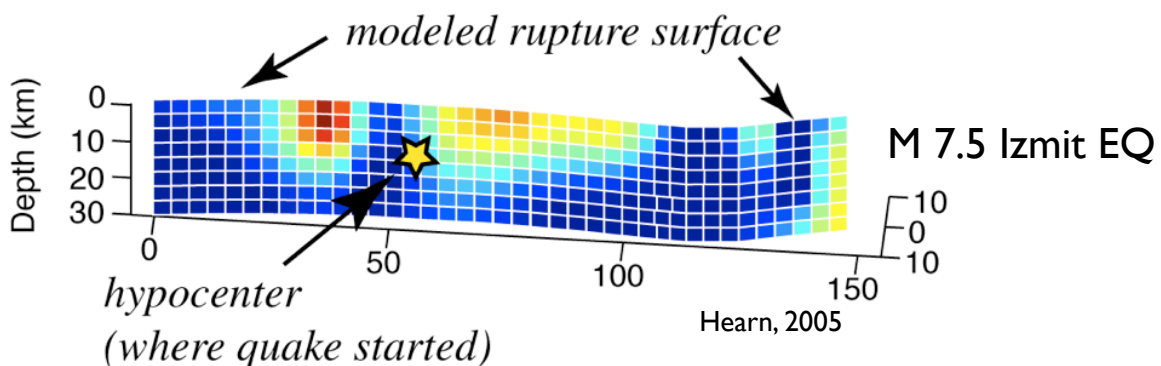 modeled rupture surface
Depth (km)
0
10
20
30
M 7.5 Izmit EQ
10
0
10
0
50
100
150
hypocenter
(where quake started)
Hearn, 2005